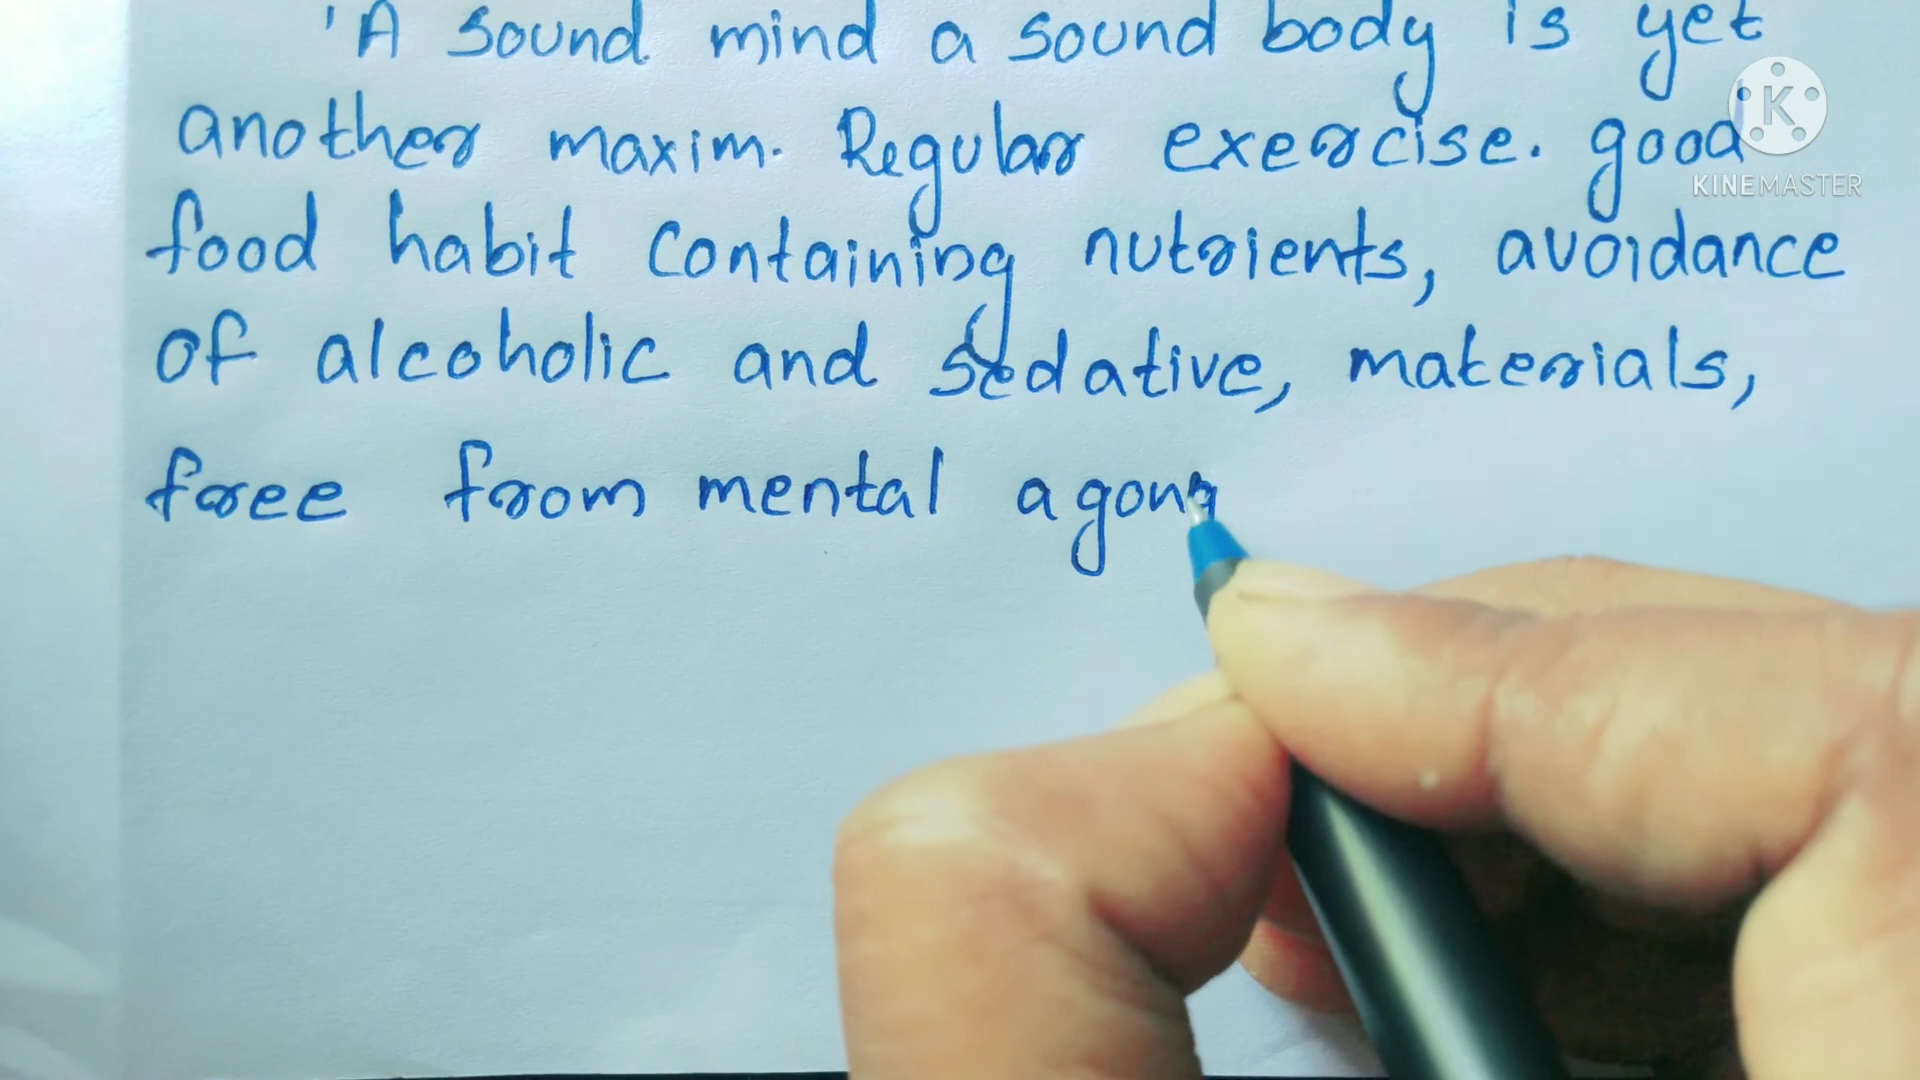 'A sound mind a sound body is yet
another maxim. Regular exercise. good
food habit containing nutrients, avoidance
of alcoholic and sedative, materials,
free from mental agony
K
KINEMASTER